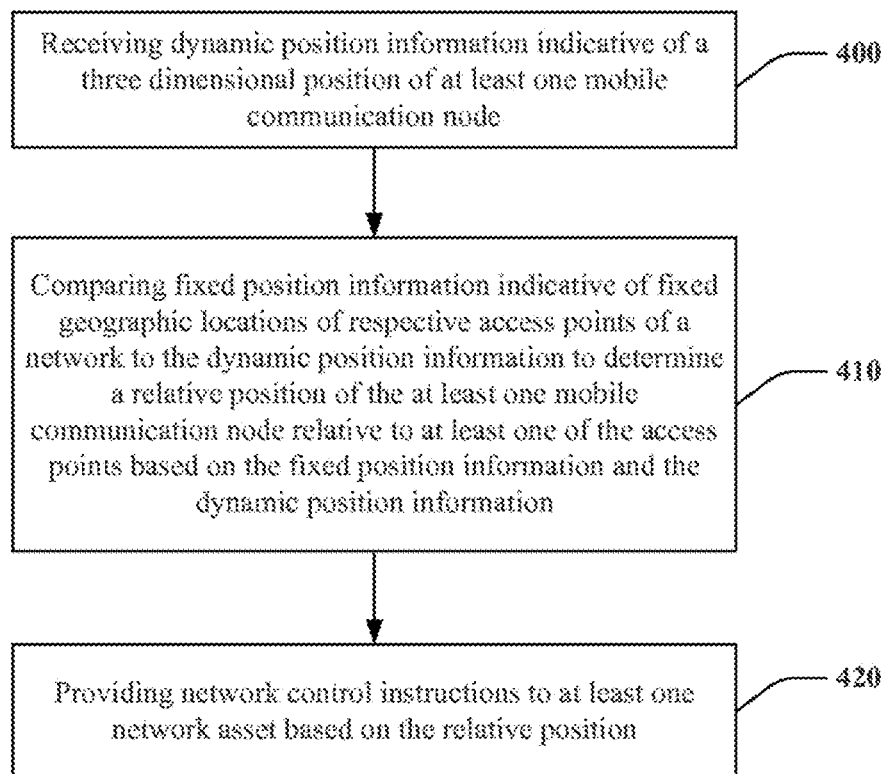 Receiving dynamic position information indicative of a
three dimensional position of at least one mobile
communication node
400
Comparing fixed position information indicative of fixed
geographic locations of respective access points of a
network to the dynamic position information to determine
a relative position of the at least one mobile
communication node relative to at least one of the access
points based on the fixed position information and the
dynamic position information
410
Providing network control instructions to at least one
network asset based on the relative position
420